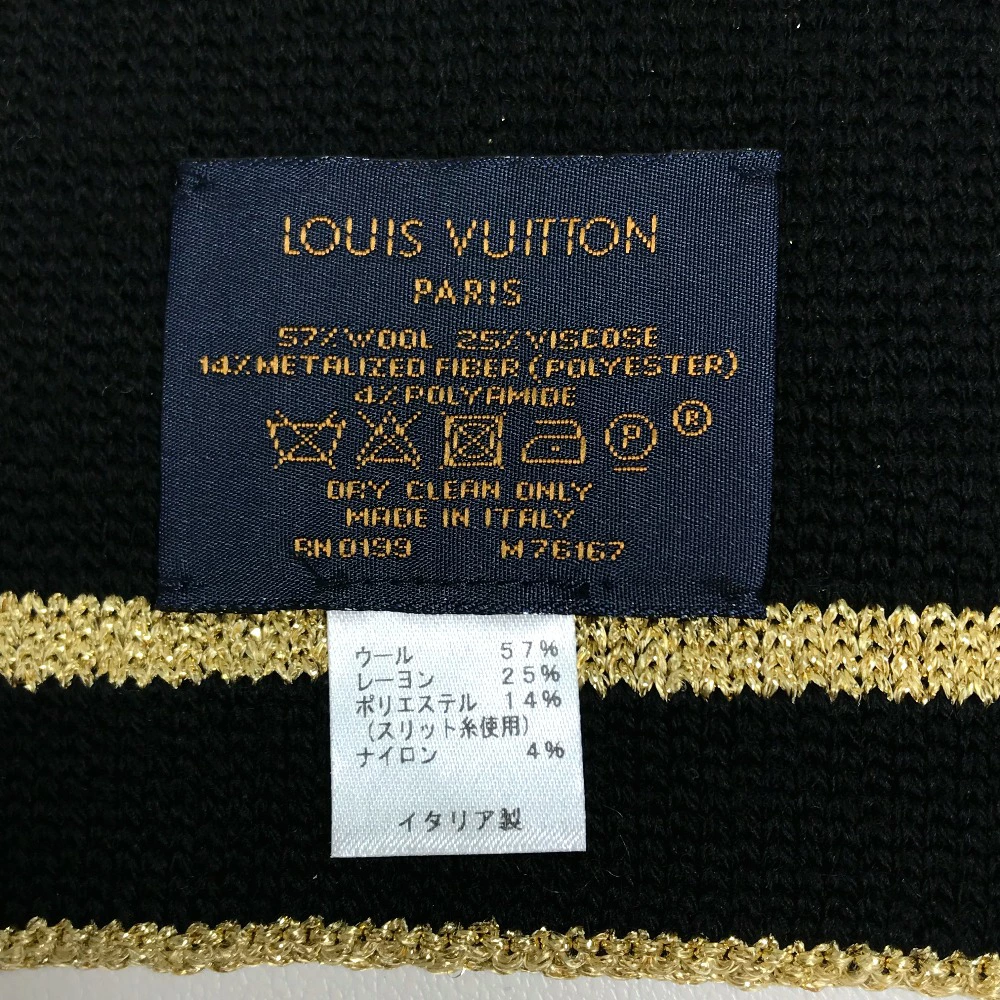 LOUIS VUITTON
PARIS
57% WOOL 25% VISCOSE
14% METALIZED FIBER (POLYESTER)
4% POLYAMIDE
P ®
DRY CLEAN ONLY
MADE IN ITALY
RN0199 M76167
ウール 57%
レーヨン 25%
ポリエステル 14%
(スリット糸使用)
ナイロン 4%
イタリア製